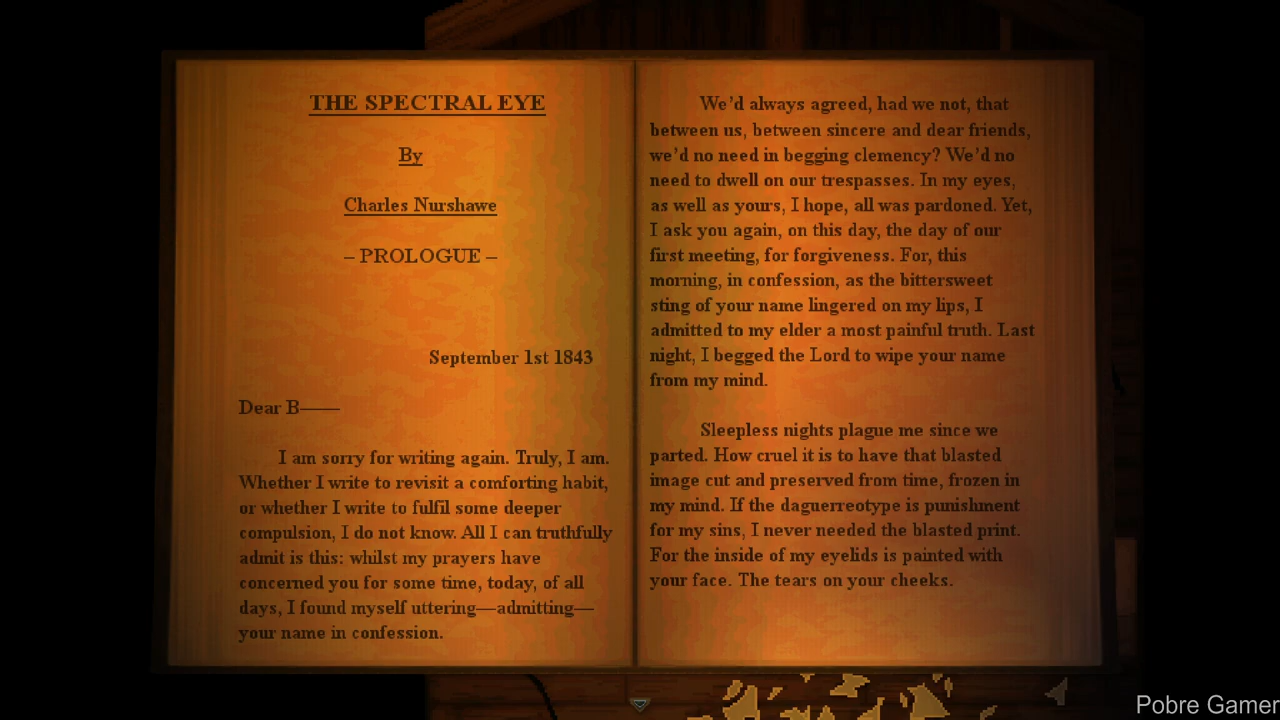 THE SPECTRAL EYE
By
Charles Nurshawe
– PROLOGUE –
September 1st 1843
Dear B——
I am sorry for writing again. Truly, I am.
Whether I write to revisit a comforting habit,
or whether I write to fulfil some deeper
compulsion, I do not know. All I can truthfully
admit is this: whilst my prayers have
concerned you for some time, today, of all
days, I found myself uttering—admitting—
your name in confession.
We’d always agreed, had we not, that
between us, between sincere and dear friends,
we’d no need in begging clemency? We’d no
need to dwell on our trespasses. In my eyes,
as well as yours, I hope, all was pardoned. Yet,
I ask you again, on this day, the day of our
first meeting, for forgiveness. For, this
morning, in confession, as the bittersweet
sting of your name lingered on my lips, I
admitted to my elder a most painful truth. Last
night, I begged the Lord to wipe your name
from my mind.
Sleepless nights plague me since we
parted. How cruel it is to have that blasted
image cut and preserved from time, frozen in
my mind. If the daguerreotype is punishment
for my sins, I never needed the blasted print.
For the inside of my eyelids is painted with
your face. The tears on your cheeks.
Pobre Gamer